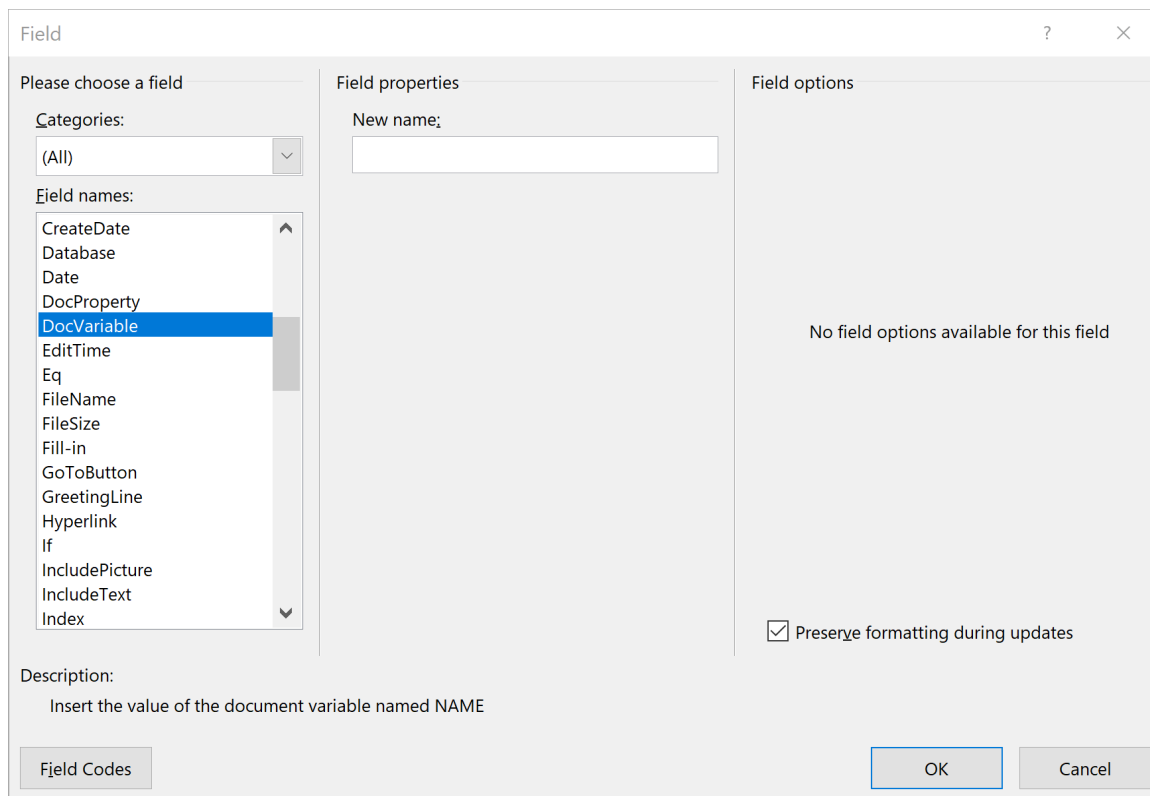 Field
?
Please choose a field
Categories:
(All)
Field names:
CreateDate
Database
Date
DocProperty
DocVariable
EditTime
Eq
FileName
FileSize
Fill-in
GoToButton
GreetingLine
Hyperlink
If
IncludePicture
IncludeText
Index
Field properties
New name:
Field options
No field options available for this field
Preserve formatting during updates
Description:
Insert the value of the document variable named NAME
Field Codes
OK
Cancel